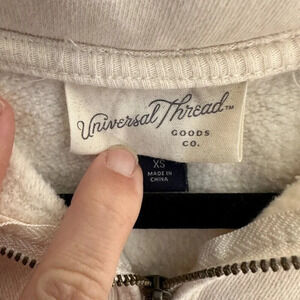 Universal Thread™
GOODS
CO.
XS
MADE IN
CHINA